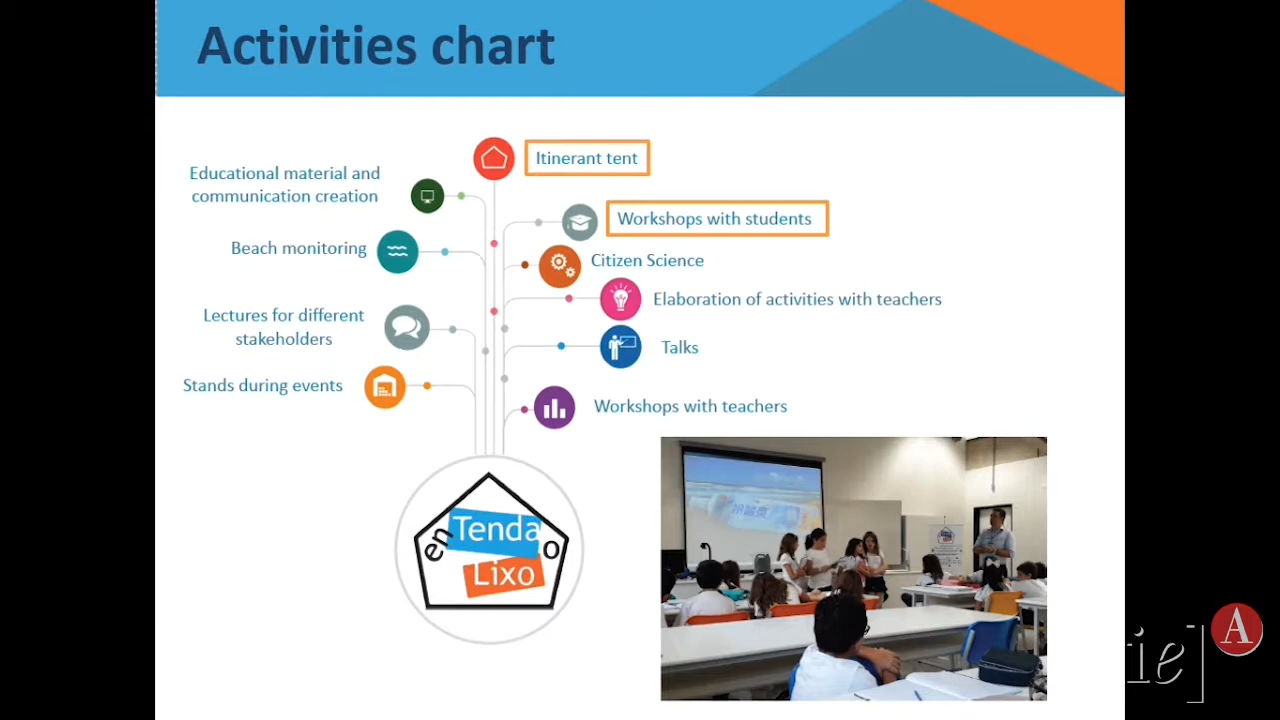 Activities chart
Itinerant tent
Educational material and
communication creation
Workshops with students
Beach monitoring
Citizen Science
Elaboration of activities with teachers
Lectures for different
stakeholders
Talks
Stands during events
Workshops with teachers
en Tenda o
Lixo
ie]
A